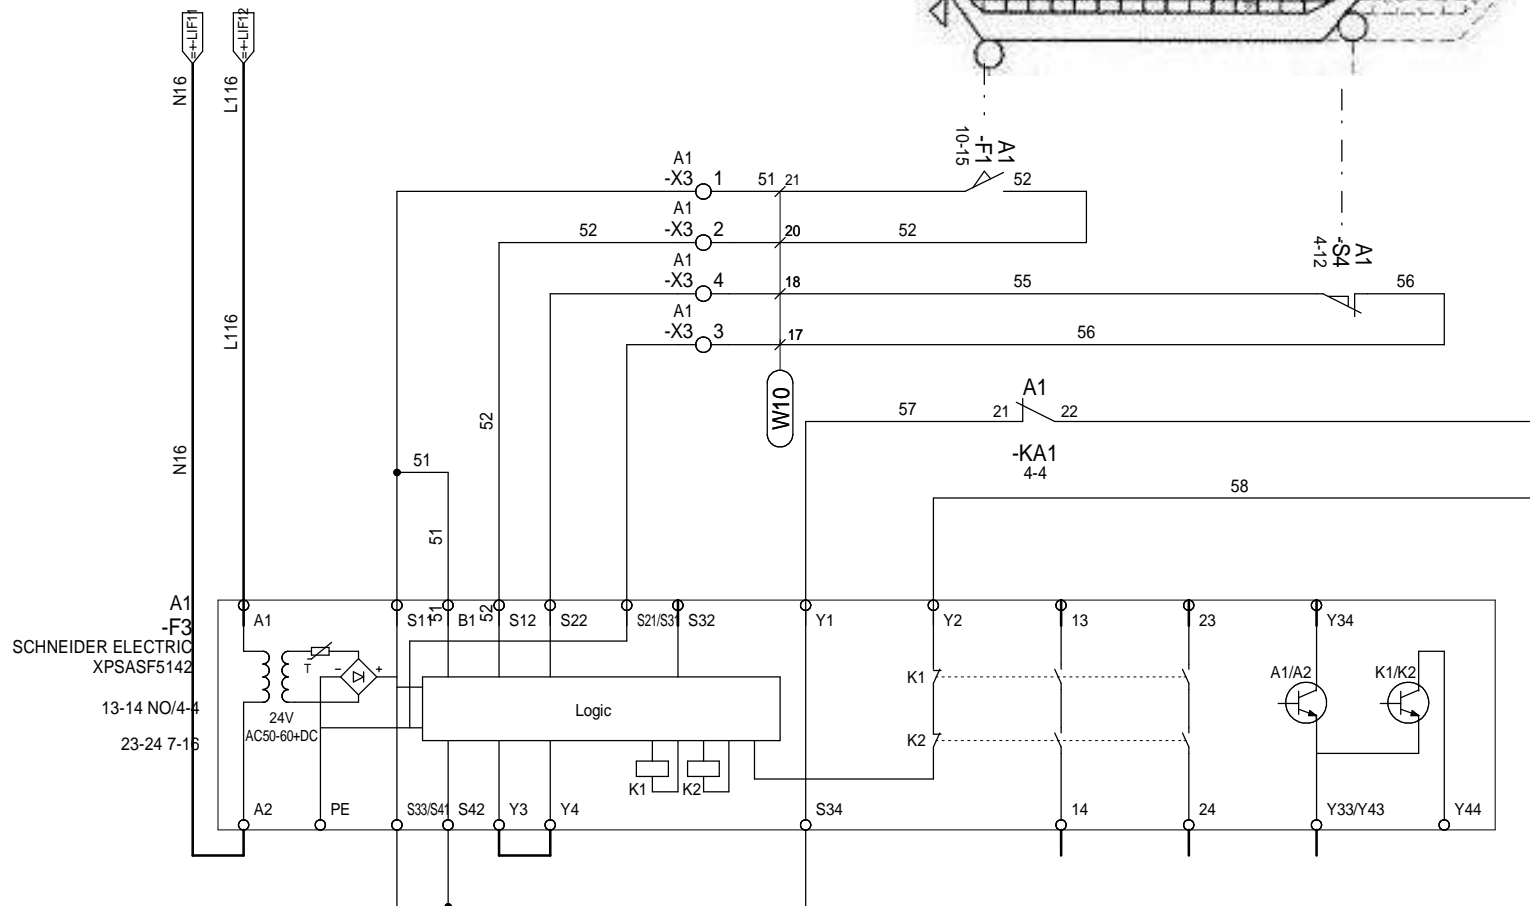 =+-LIF11
=+-LIF12
N16
L116
A1
-F1
10-15
A1
-X3
1
51
21
52
A1
-X3
2
52
20
52
A1
-S4
4-12
A1
-X3
4
18
55
56
A1
-X3
3
17
56
L116
W10
A1
57
21
22
-KA1
4-4
52
51
N16
58
51
A1
-F3
SCHNEIDER ELECTRIC
XPSASF5142
13-14 NO/4-4
23-24 7-16
A1
S11
51
B1
52
S12
S22
S21/S31
S32
Y1
Y2
13
23
Y34
T
-
+
24V
AC50-60+DC
Logic
K1
K2
K1
K2
A1/A2
K1/K2
A2
PE
S33/S41
S42
Y3
Y4
S34
14
24
Y33/Y43
Y44